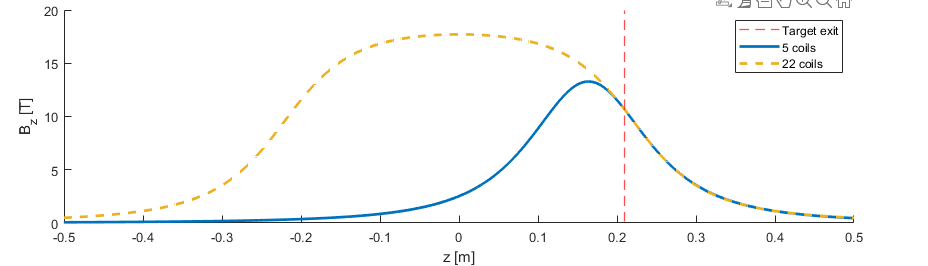 20
15
10
5
0
B_z [T]
-0.5 -0.4 -0.3 -0.2 -0.1 0 0.1 0.2 0.3 0.4 0.5
z [m]
Target exit
5 coils
22 coils